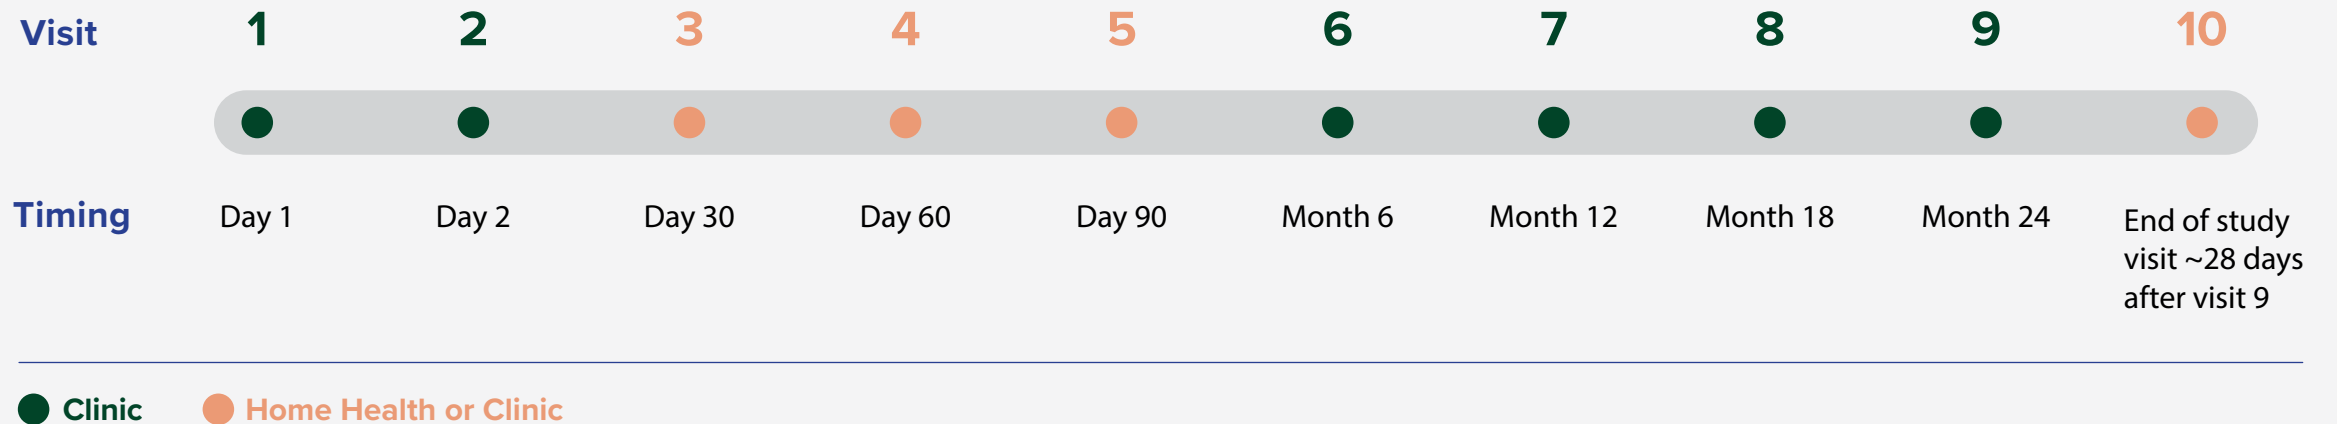 Visit 1 2 3 4 5 6 7 8 9 10
Timing Day 1 Day 2 Day 30 Day 60 Day 90 Month 6 Month 12 Month 18 Month 24 End of study
visit ~28 days
after visit 9
Clinic Home Health or Clinic